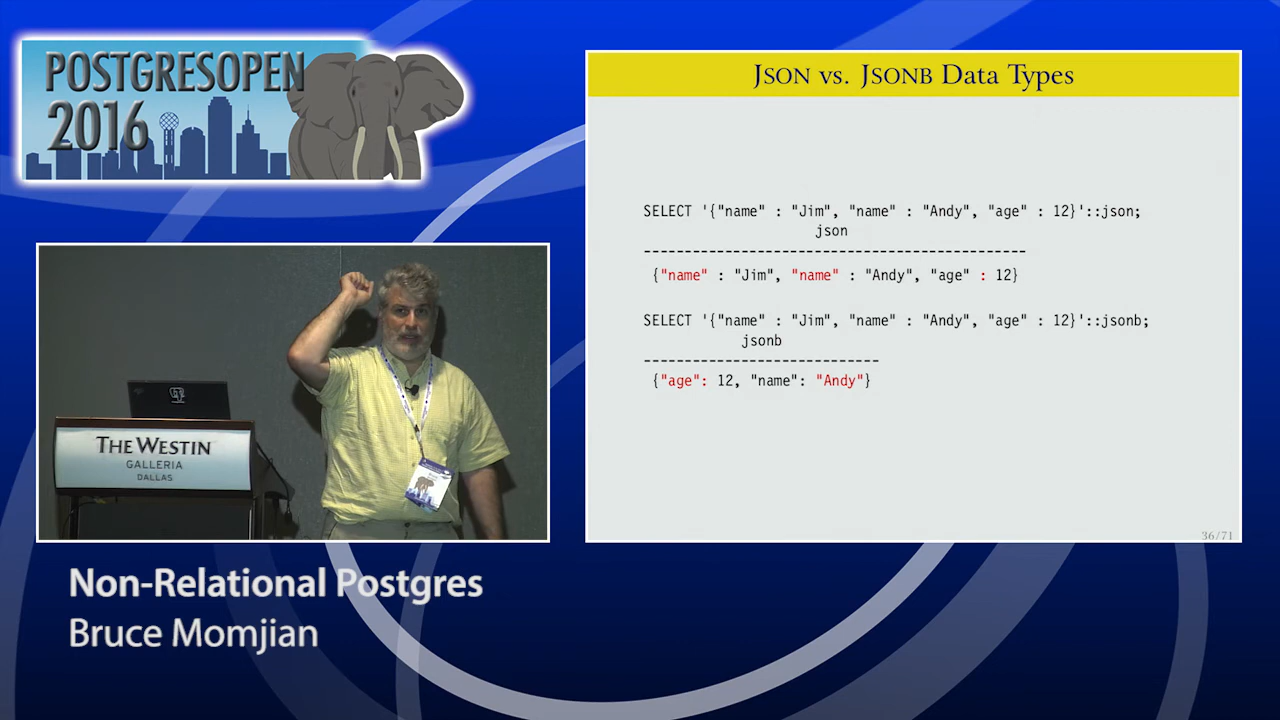 POSTGRESOPEN
2016
JSON vs. JSONB Data Types
SELECT '{"name" : "Jim", "name" : "Andy", "age" : 12}'::json;
json
-----------------------------------------------
{"name" : "Jim", "name" : "Andy", "age" : 12}
SELECT '{"name" : "Jim", "name" : "Andy", "age" : 12}'::jsonb;
jsonb
-----------------------------
{"age": 12, "name": "Andy"}
36/71
THE WESTIN
GALLERIA
DALLAS
hp
Non-Relational Postgres
Bruce Momjian